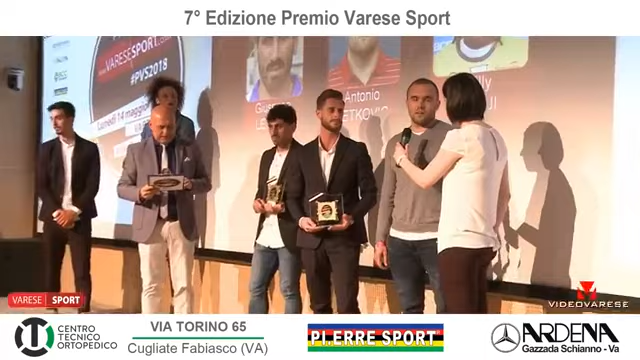 7° Edizione Premio Varese Sport
VARESESPORT.com
#PVS2018
Lunedì 14 maggio
Antonio
VARESE SPORT
VIDEOVARESE
CENTRO
TECNICO
ORTOPEDICO
VIA TORINO 65
Cugliate Fabiasco (VA)
PI ERRE SPORT
ARDENA
Gazzada Schianno - Va